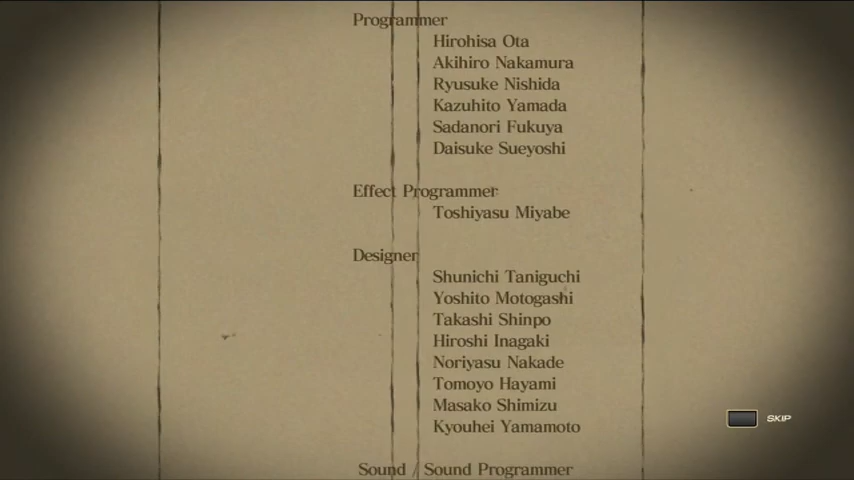 Programmer
Hirohisa Ota
Akihiro Nakamura
Ryusuke Nishida
Kazuhito Yamada
Sadanori Fukuya
Daisuke Sueyoshi
Effect Programmer
Toshiyasu Miyabe
Designer
Shunichi Taniguchi
Yoshito Motogashi
Takashi Shinpo
Hiroshi Inagaki
Noriyasu Nakade
Tomoyo Hayami
Masako Shimizu
SKIP
Kyouhei Yamamoto
Sound / Sound Programmer